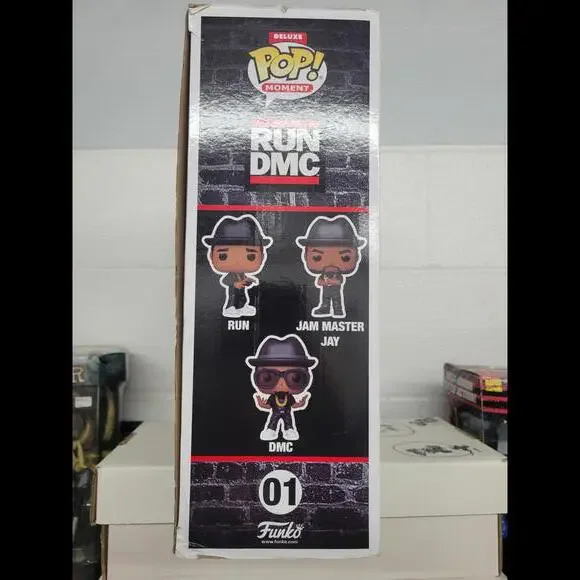 DELUXE
POP!
MOMENT
RUN
DMC
RUN
JAM MASTER
JAY
DMC
01
Funko
www.funko.com